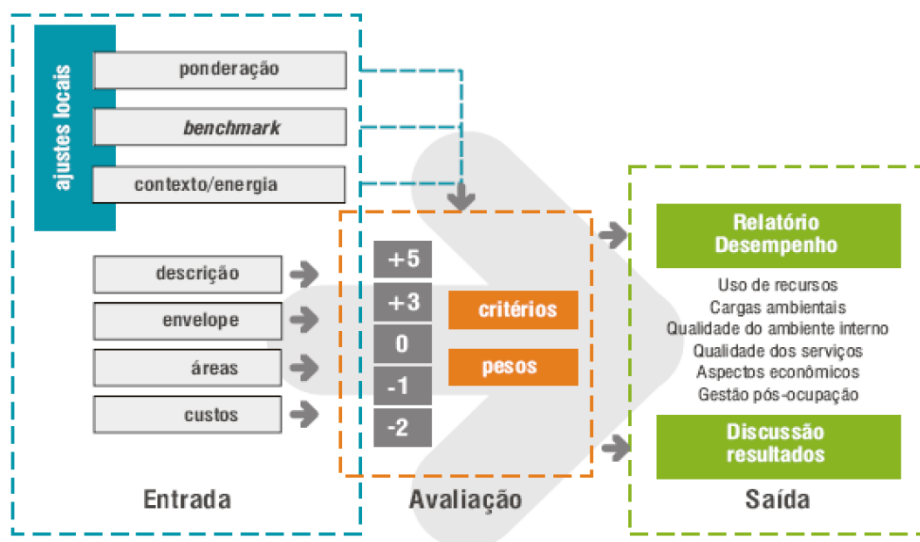 ajustes locais
ponderação
benchmark
contexto/energia
descrição
envelope
áreas
custos
Entrada
+5
+3
0
-1
-2
critérios
pesos
Avaliação
Relatório
Desempenho
Uso de recursos
Cargas ambientais
Qualidade do ambiente interno
Qualidade dos serviços
Aspectos econômicos
Gestão pós-ocupação
Discussão
resultados
Saída